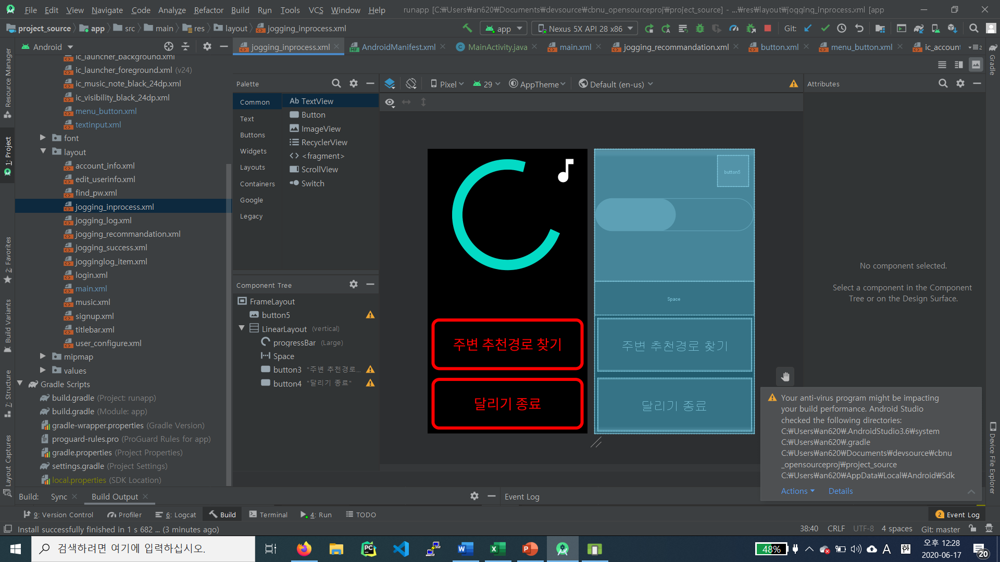 File Edit View Navigate Code Analyze Refactor Build Run Tools VCS Window Help runapp [C:₩Users₩an620₩Documents₩devsource₩cbnu_opensourceproj₩project_source] - ...₩res₩layout₩jogging_inprocess.xml [app
project_source app src main res layout jogging_inprocess.xml app Nexus 5X API 28 x86 Git:
Android
jogging_inprocess.xml AndroidManifest.xml MainActivity.java main.xml jogging_recommandation.xml button.xml menu_button.xml ic_accoun 2
ic_launcher_background.xml
ic_launcher_foreground.xml (v24)
ic_music_note_black_24dp.xml
ic_visibility_black_24dp.xml
menu_button.xml
textinput.xml
font
layout
account_info.xml
edit_userinfo.xml
find_pw.xml
jogging_inprocess.xml
jogging_log.xml
jogging_recommandation.xml
jogging_success.xml
jogginglog_item.xml
login.xml
main.xml
music.xml
signup.xml
titlebar.xml
user_configure.xml
mipmap
values
Gradle Scripts
build.gradle (Project: runapp)
build.gradle (Module: app)
gradle-wrapper.properties (Gradle Version)
proguard-rules.pro (ProGuard Rules for app)
gradle.properties (Project Properties)
settings.gradle (Project Settings)
local.properties (SDK Location)
Resource Manager
1: Project
2: Favorites
Build Variants
7: Structure
Layout Captures
Palette
Common
Text
Buttons
Widgets
Layouts
Containers
Google
Legacy
Ab TextView
Button
ImageView
RecyclerView
<fragment>
ScrollView
Switch
Component Tree
FrameLayout
button5
LinearLayout (vertical)
progressBar (Large)
Space
button3 "주변 추천경로...
button4 "달리기 종료"
Pixel 29 AppTheme Default (en-us)
주변 추천경로 찾기
달리기 종료
button5
Space
주변 추천경로 찾기
달리기 종료
Attributes
No component selected.
Select a component in the Component
Tree or on the Design Surface.
Gradle
Device File Explorer
Your anti-virus program might be impacting
your build performance. Android Studio
checked the following directories:
C:₩Users₩an620₩.AndroidStudio3.6₩system
C:₩Users₩an620₩.gradle
C:₩Users₩an620₩Documents₩devsource₩cbnu
_opensourceproj₩project_source
C:₩Users₩an620₩AppData₩Local₩Android₩Sdk
Actions Details
Build: Sync Build Output Event Log
9: Version Control Profiler 6: Logcat Build Terminal 4: Run TODO 2 Event Log
Install successfully finished in 1 s 682 ... (3 minutes ago) 38:40 CRLF UTF-8 4 spaces Git: master
검색하려면 여기에 입력하십시오.
48% A 한 오후 12:28
2020-06-17 20